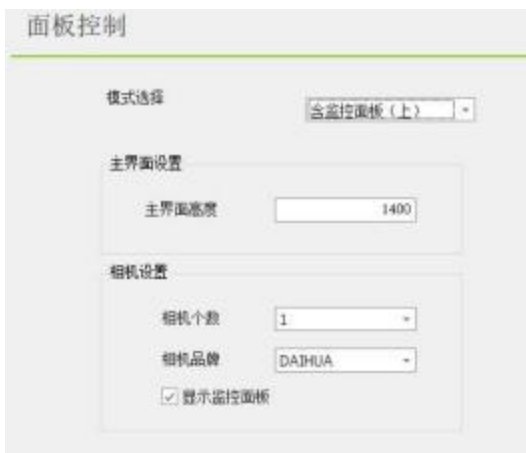 面板控制
模式选择 含监控面板（上）
主界面设置
主界面高度 1400
相机设置
相机个数 1
相机品牌 DAIHUA
显示监控面板